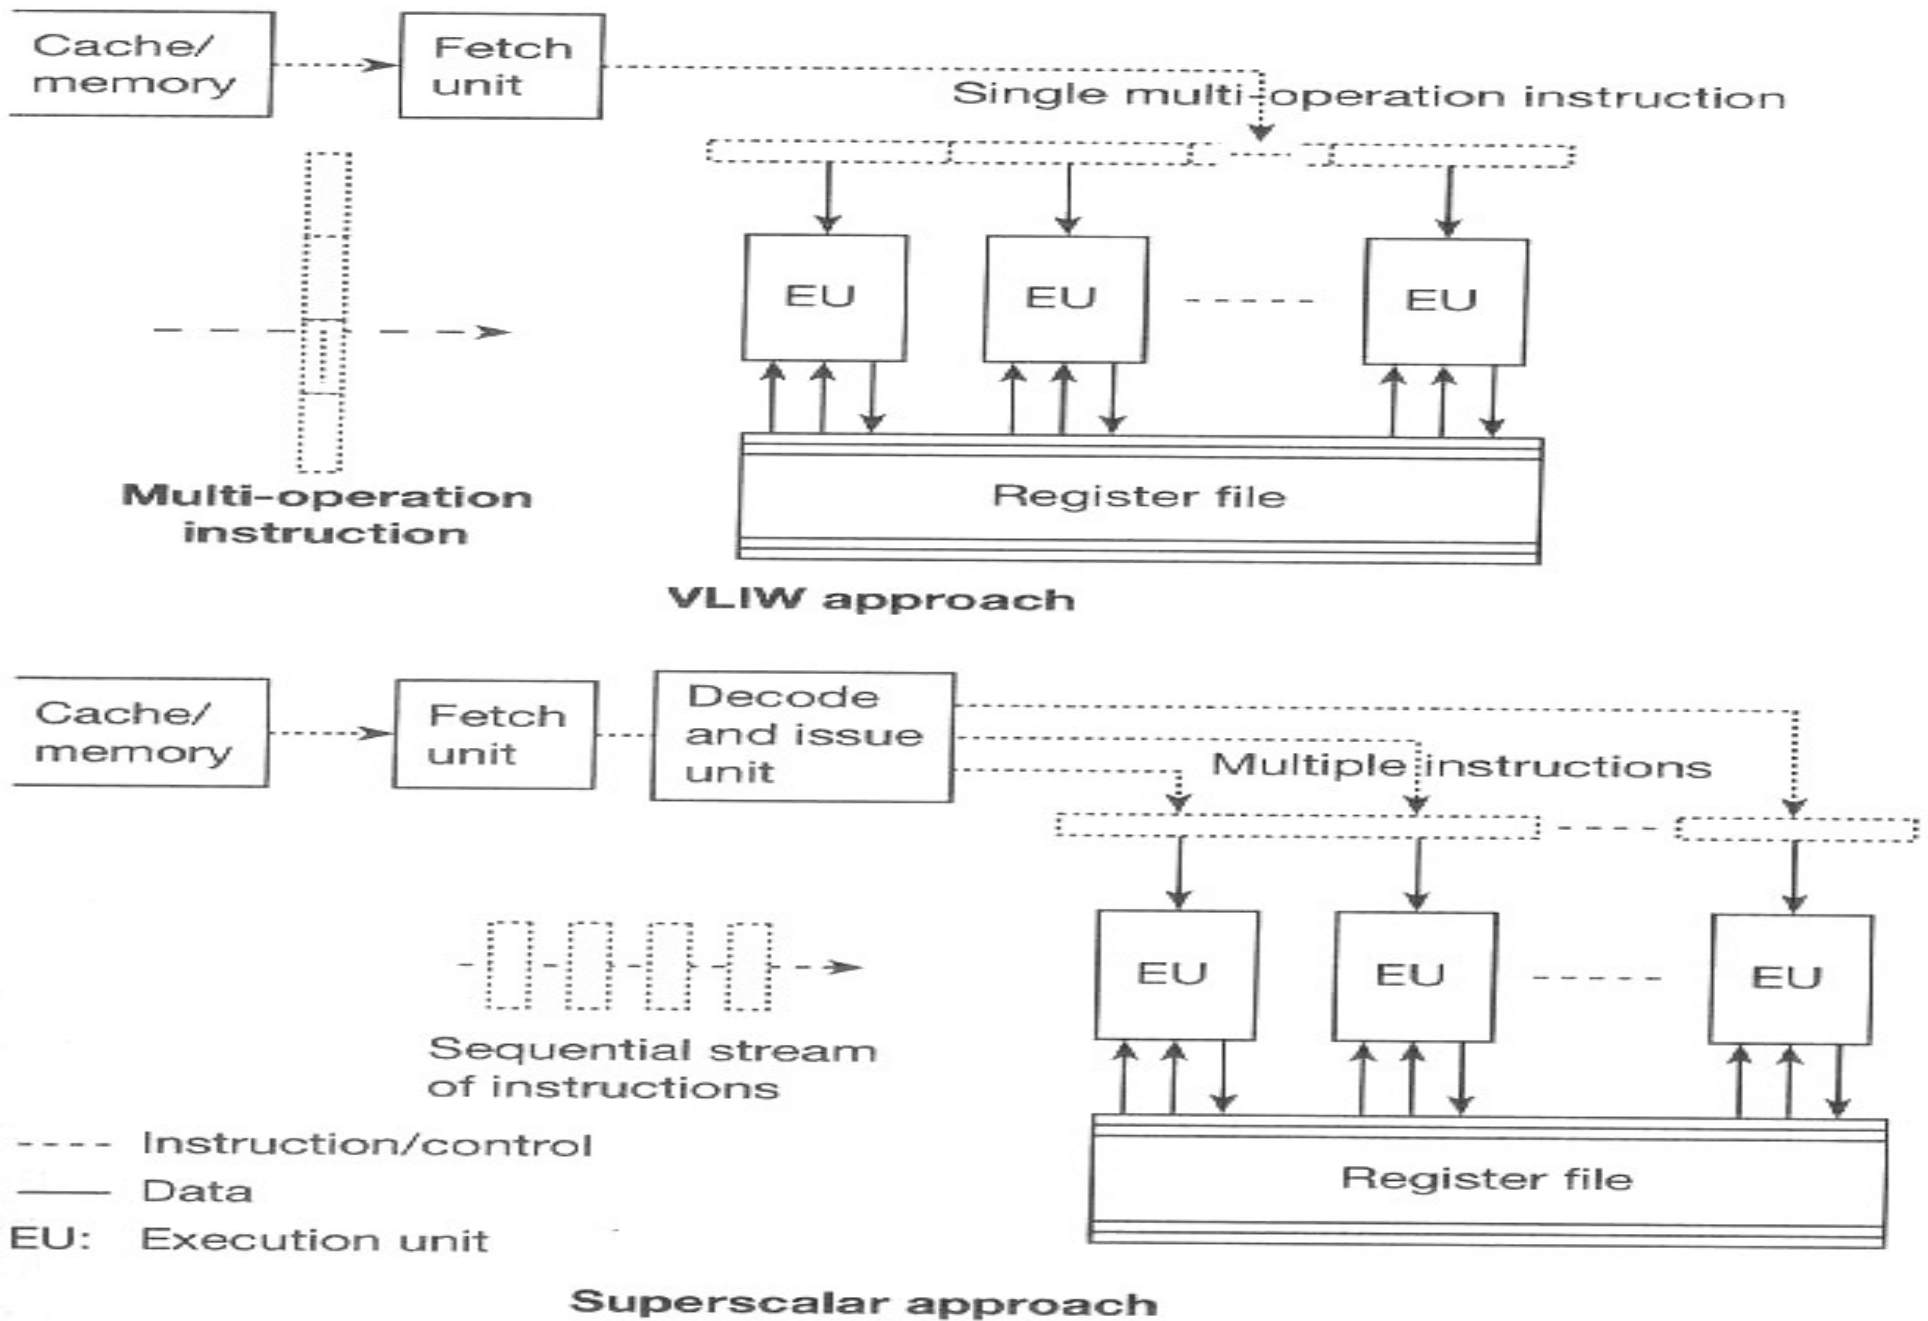 Cache/
memory
Fetch
unit
Single multi-operation instruction
EU
EU
EU
Multi-operation
instruction
Register file
VLIW approach
Cache/
memory
Fetch
unit
Decode
and issue
unit
Multiple instructions
EU
EU
EU
Sequential stream
of instructions
Instruction/control
Data
EU: Execution unit
Register file
Superscalar approach